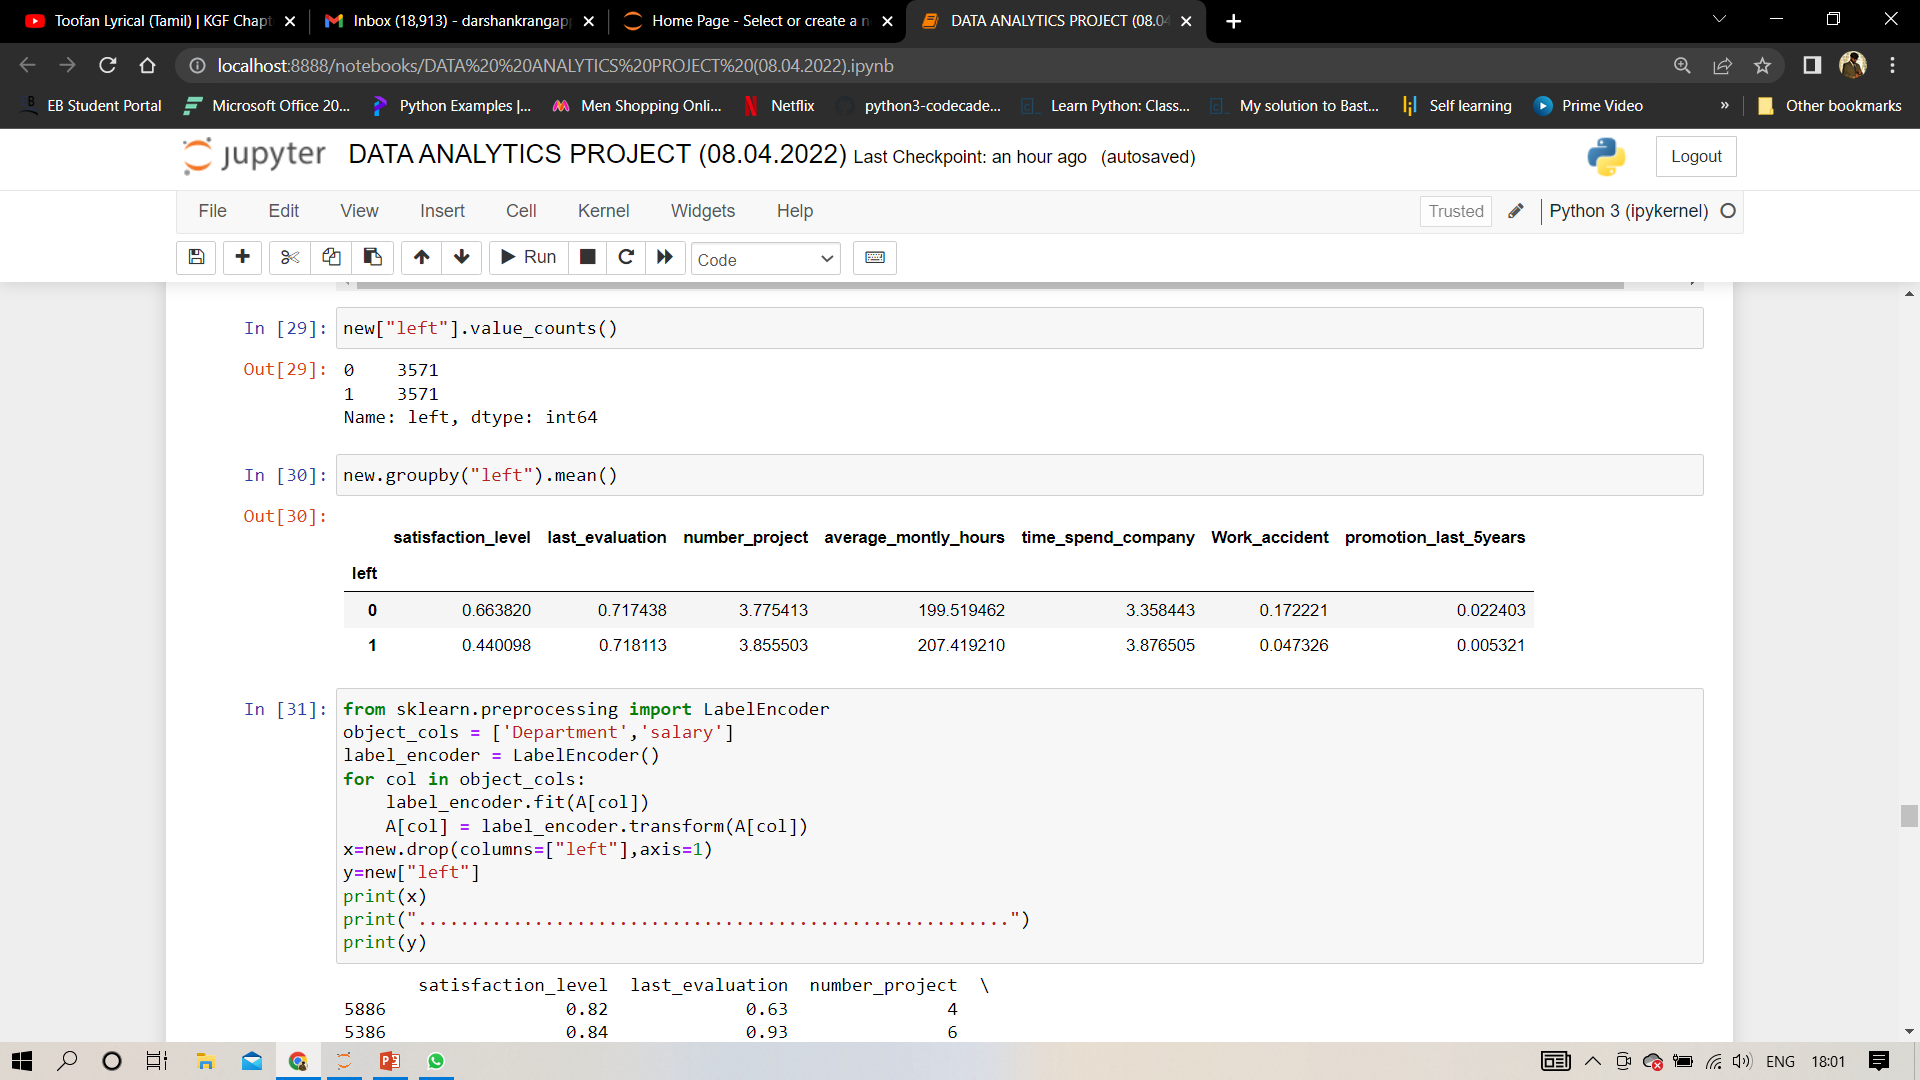 Toofan Lyrical (Tamil) | KGF Chapt
Inbox (18,913) - darshankrangap
Home Page - Select or create a n
DATA ANALYTICS PROJECT (08.04
localhost:8888/notebooks/DATA%20%20ANALYTICS%20PROJECT%20(08.04.2022).ipynb
EB Student Portal
Microsoft Office 20...
Python Examples |...
Men Shopping Onli...
Netflix
python3-codecade...
Learn Python: Class...
My solution to Bast...
Self learning
Prime Video
»
Other bookmarks
jupyter DATA ANALYTICS PROJECT (08.04.2022) Last Checkpoint: an hour ago (autosaved)
Logout
File Edit View Insert Cell Kernel Widgets Help
Trusted
Python 3 (ipykernel)
Run
Code
In [29]: new["left"].value_counts()
Out[29]: 0    3571
1    3571
Name: left, dtype: int64
In [30]: new.groupby("left").mean()
Out[30]:
satisfaction_level last_evaluation number_project average_montly_hours time_spend_company Work_accident promotion_last_5years
left
0 0.663820 0.717438 3.775413 199.519462 3.358443 0.172221 0.022403
1 0.440098 0.718113 3.855503 207.419210 3.876505 0.047326 0.005321
In [31]: from sklearn.preprocessing import LabelEncoder
object_cols = ['Department','salary']
label_encoder = LabelEncoder()
for col in object_cols:
    label_encoder.fit(A[col])
    A[col] = label_encoder.transform(A[col])
x=new.drop(columns=["left"],axis=1)
y=new["left"]
print(x)
print("........................................................")
print(y)
satisfaction_level last_evaluation number_project \
5886 0.82 0.63 4
5386 0.84 0.93 6
ENG 18:01